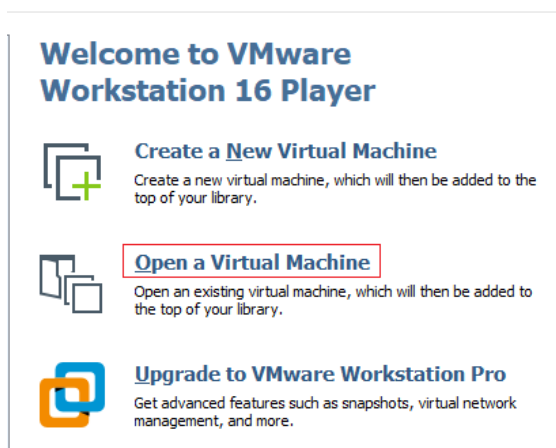 Welcome to VMware
Workstation 16 Player
Create a New Virtual Machine
Create a new virtual machine, which will then be added to the
top of your library.
Open a Virtual Machine
Open an existing virtual machine, which will then be added to
the top of your library.
Upgrade to VMware Workstation Pro
Get advanced features such as snapshots, virtual network
management, and more.